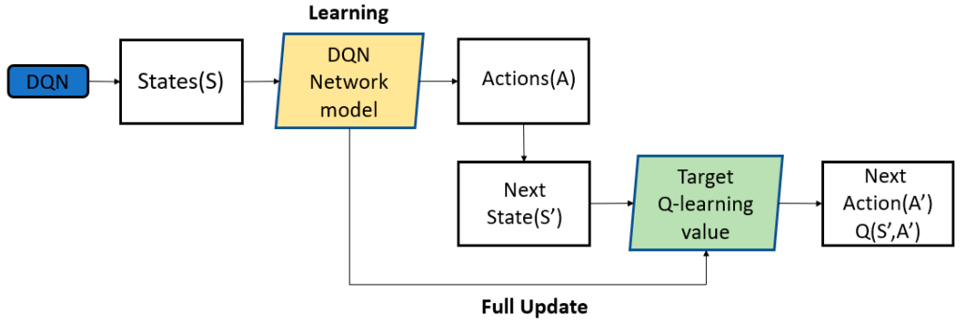 Learning
DQN
States(S)
DQN
Network
model
Actions(A)
Next
State(S’)
Target
Q-learning
value
Next
Action(A’)
Q(S’,A’)
Full Update